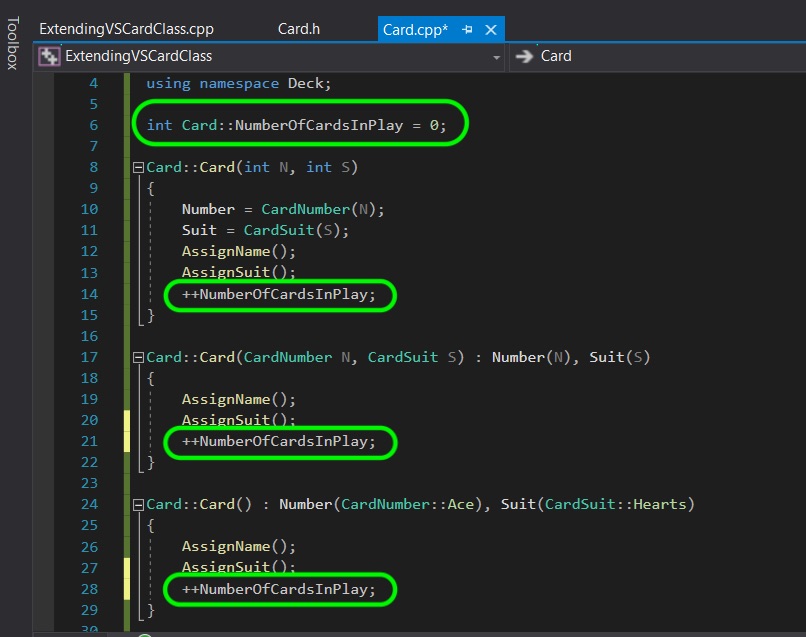 Toolbox
ExtendingVSCardClass.cpp Card.h Card.cpp*
ExtendingVSCardClass Card
4 using namespace Deck;
5
6 int Card::NumberOfCardsInPlay = 0;
7
8 Card::Card(int N, int S)
9 {
10 Number = CardNumber(N);
11 Suit = CardSuit(S);
12 AssignName();
13 AssignSuit();
14 ++NumberOfCardsInPlay;
15 }
16
17 Card::Card(CardNumber N, CardSuit S) : Number(N), Suit(S)
18 {
19 AssignName();
20 AssignSuit();
21 ++NumberOfCardsInPlay;
22 }
23
24 Card::Card() : Number(CardNumber::Ace), Suit(CardSuit::Hearts)
25 {
26 AssignName();
27 AssignSuit();
28 ++NumberOfCardsInPlay;
29 }
30